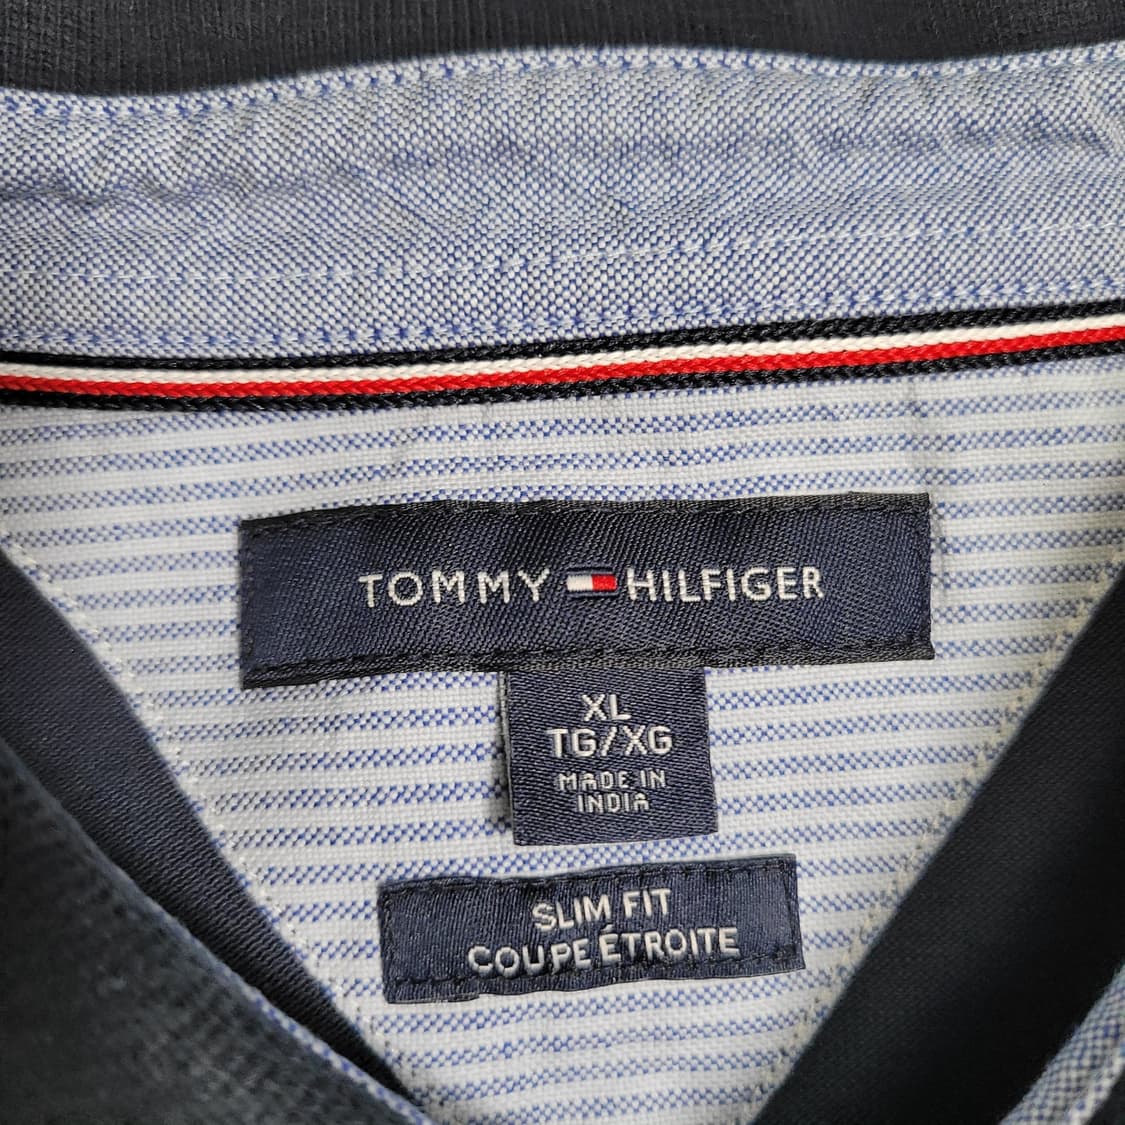 TOMMY HILFIGER
XL
TG/XG
MADE IN
INDIA
SLIM FIT
COUPE ÉTROITE